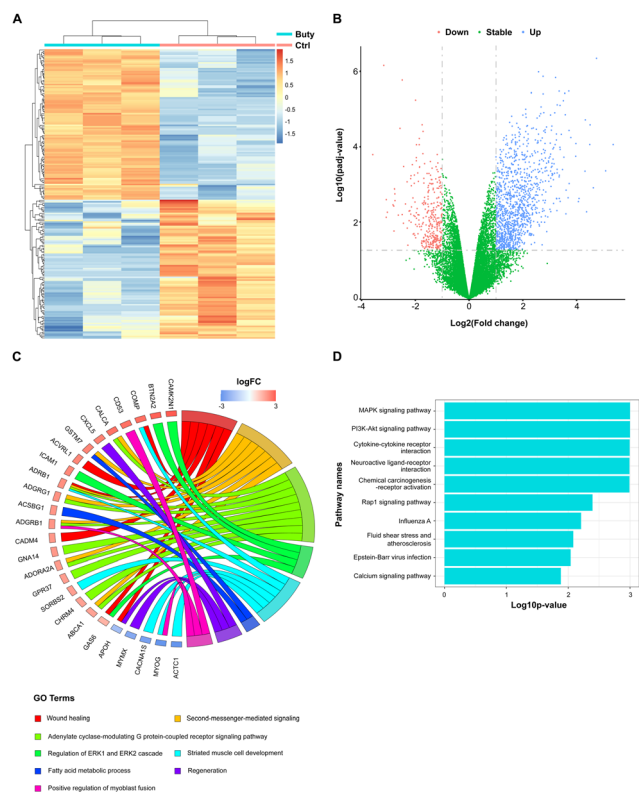 A
Buty
Ctrl
1.5
1
0.5
0
-0.5
-1
-1.5
B
Down
Stable
Up
Log10(padj-value)
6
4
2
0
-4
-2
0
2
4
Log2(Fold change)
C
logFC
-3
3
CAMK2N1
BTN2A2
COMP
CD53
CALCA
CXCL5
GSTM7
ACVRL1
ICAM1
ADRB1
ADGRG1
ACSBG1
ADGRB1
CADM4
GNA14
ADORA2A
GPR37
SORBS2
CHRM4
ABCA1
GAS6
APOH
MYMX
CACNA1S
MYOG
ACTC1
GO Terms
Wound healing
Second-messenger-mediated signaling
Adenylate cyclase-modulating G protein-coupled receptor signaling pathway
Regulation of ERK1 and ERK2 cascade
Striated muscle cell development
Fatty acid metabolic process
Regeneration
Positive regulation of myoblast fusion
D
Pathway names
MAPK signaling pathway
PI3K-Akt signaling pathway
Cytokine-cytokine receptor
interaction
Neuroactive ligand-receptor
interaction
Chemical carcinogenesis
-receptor activation
Rap1 signaling pathway
Influenza A
Fluid shear stress and
atherosclerosis
Epstein-Barr virus infection
Calcium signaling pathway
0
1
2
3
Log10p-value